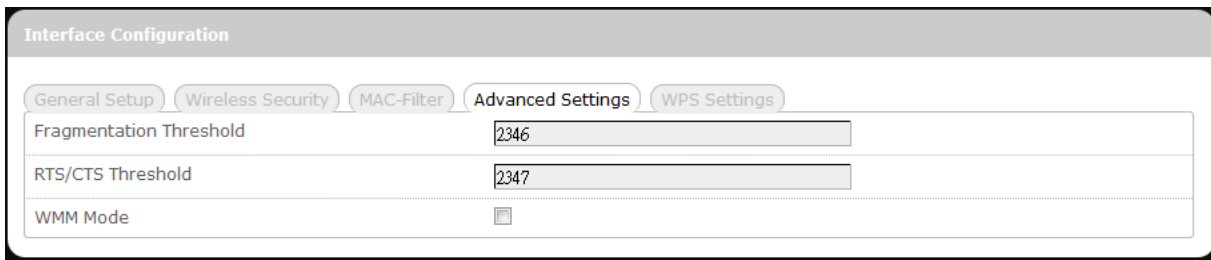 Interface Configuration
General Setup Wireless Security MAC-Filter Advanced Settings WPS Settings
Fragmentation Threshold 2346
RTS/CTS Threshold 2347
WMM Mode